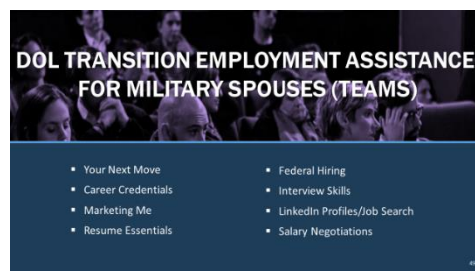 DOL TRANSITION EMPLOYMENT ASSISTANCE
FOR MILITARY SPOUSES (TEAMS)
▪ Your Next Move
▪ Career Credentials
▪ Marketing Me
▪ Resume Essentials
▪ Federal Hiring
▪ Interview Skills
▪ LinkedIn Profiles/Job Search
▪ Salary Negotiations